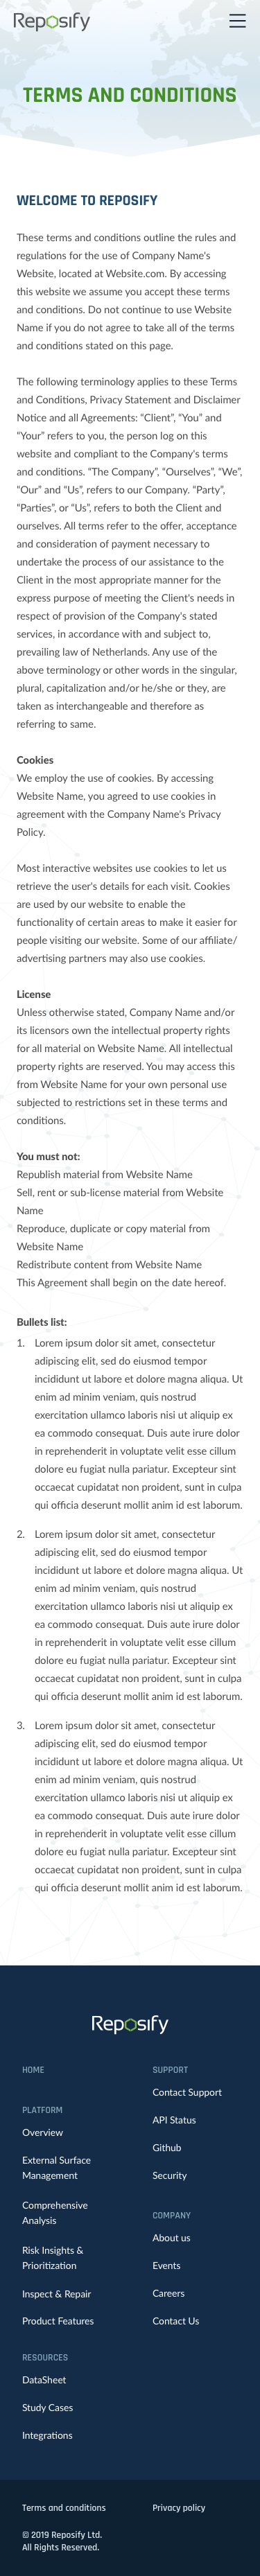 Reposify
TERMS AND CONDITIONS
WELCOME TO REPOSIFY
These terms and conditions outline the rules and
regulations for the use of Company Name's
Website, located at Website.com. By accessing
this website we assume you accept these terms
and conditions. Do not continue to use Website
Name if you do not agree to take all of the terms
and conditions stated on this page.
The following terminology applies to these Terms
and Conditions, Privacy Statement and Disclaimer
Notice and all Agreements: “Client”, “You” and
“Your” refers to you, the person log on this
website and compliant to the Company's terms
and conditions. “The Company”, “Ourselves”, “We”,
“Our” and “Us”, refers to our Company. “Party”,
“Parties”, or “Us”, refers to both the Client and
ourselves. All terms refer to the offer, acceptance
and consideration of payment necessary to
undertake the process of our assistance to the
Client in the most appropriate manner for the
express purpose of meeting the Client's needs in
respect of provision of the Company's stated
services, in accordance with and subject to,
prevailing law of Netherlands. Any use of the
above terminology or other words in the singular,
plural, capitalization and/or he/she or they, are
taken as interchangeable and therefore as
referring to same.
Cookies
We employ the use of cookies. By accessing
Website Name, you agreed to use cookies in
agreement with the Company Name's Privacy
Policy.
Most interactive websites use cookies to let us
retrieve the user's details for each visit. Cookies
are used by our website to enable the
functionality of certain areas to make it easier for
people visiting our website. Some of our affiliate/
advertising partners may also use cookies.
License
Unless otherwise stated, Company Name and/or
its licensors own the intellectual property rights
for all material on Website Name. All intellectual
property rights are reserved. You may access this
from Website Name for your own personal use
subjected to restrictions set in these terms and
conditions.
You must not:
Republish material from Website Name
Sell, rent or sub-license material from Website
Name
Reproduce, duplicate or copy material from
Website Name
Redistribute content from Website Name
This Agreement shall begin on the date hereof.
Bullets list:
1. Lorem ipsum dolor sit amet, consectetur
adipiscing elit, sed do eiusmod tempor
incididunt ut labore et dolore magna aliqua. Ut
enim ad minim veniam, quis nostrud
exercitation ullamco laboris nisi ut aliquip ex
ea commodo consequat. Duis aute irure dolor
in reprehenderit in voluptate velit esse cillum
dolore eu fugiat nulla pariatur. Excepteur sint
occaecat cupidatat non proident, sunt in culpa
qui officia deserunt mollit anim id est laborum.
2. Lorem ipsum dolor sit amet, consectetur
adipiscing elit, sed do eiusmod tempor
incididunt ut labore et dolore magna aliqua. Ut
enim ad minim veniam, quis nostrud
exercitation ullamco laboris nisi ut aliquip ex
ea commodo consequat. Duis aute irure dolor
in reprehenderit in voluptate velit esse cillum
dolore eu fugiat nulla pariatur. Excepteur sint
occaecat cupidatat non proident, sunt in culpa
qui officia deserunt mollit anim id est laborum.
3. Lorem ipsum dolor sit amet, consectetur
adipiscing elit, sed do eiusmod tempor
incididunt ut labore et dolore magna aliqua. Ut
enim ad minim veniam, quis nostrud
exercitation ullamco laboris nisi ut aliquip ex
ea commodo consequat. Duis aute irure dolor
in reprehenderit in voluptate velit esse cillum
dolore eu fugiat nulla pariatur. Excepteur sint
occaecat cupidatat non proident, sunt in culpa
qui officia deserunt mollit anim id est laborum.
Reposify
HOME
PLATFORM
Overview
External Surface
Management
Comprehensive
Analysis
Risk Insights &
Prioritization
Inspect & Repair
Product Features
RESOURCES
DataSheet
Study Cases
Integrations
SUPPORT
Contact Support
API Status
Github
Security
COMPANY
About us
Events
Careers
Contact Us
Terms and conditions
Privacy policy
© 2019 Reposify Ltd.
All Rights Reserved.